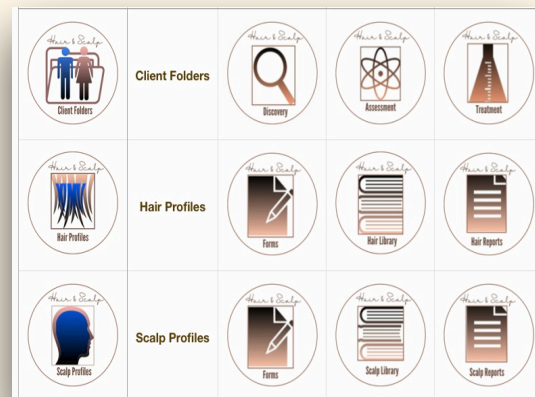 Hair & Scalp
Client Folders
Client Folders
Hair & Scalp
Discovery
Hair & Scalp
Assessment
Hair & Scalp
Treatment
Hair & Scalp
Hair Profiles
Hair Profiles
Hair & Scalp
Forms
Hair & Scalp
Hair Library
Hair & Scalp
Hair Reports
Hair & Scalp
Scalp Profiles
Scalp Profiles
Hair & Scalp
Forms
Hair & Scalp
Scalp Library
Hair & Scalp
Scalp Reports